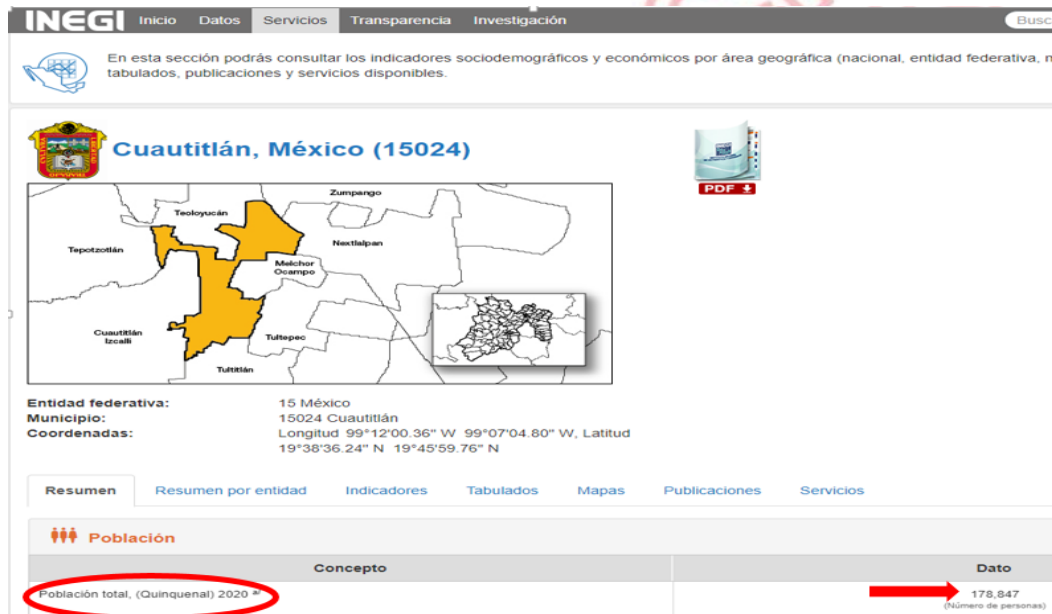 INEGI Inicio Datos Servicios Transparencia Investigación Busc
En esta sección podrás consultar los indicadores sociodemográficos y económicos por área geográfica (nacional, entidad federativa, m
tabulados, publicaciones y servicios disponibles.
Cuautitlán, México (15024)
PDF
Zumpango
Teoloyucán
Tepotzotlán
Nextlalpan
Melchor
Ocampo
Cuautitlán
Izcalli
Tultepec
Tultitlán
Entidad federativa: 15 México
Municipio: 15024 Cuautitlán
Coordenadas: Longitud 99°12'00.36" W 99°07'04.80" W, Latitud
19°38'36.24" N 19°45'59.76" N
Resumen Resumen por entidad Indicadores Tabulados Mapas Publicaciones Servicios
Población
Concepto Dato
Población total, (Quinquenal) 2020 a/ 178,847
(Número de personas)